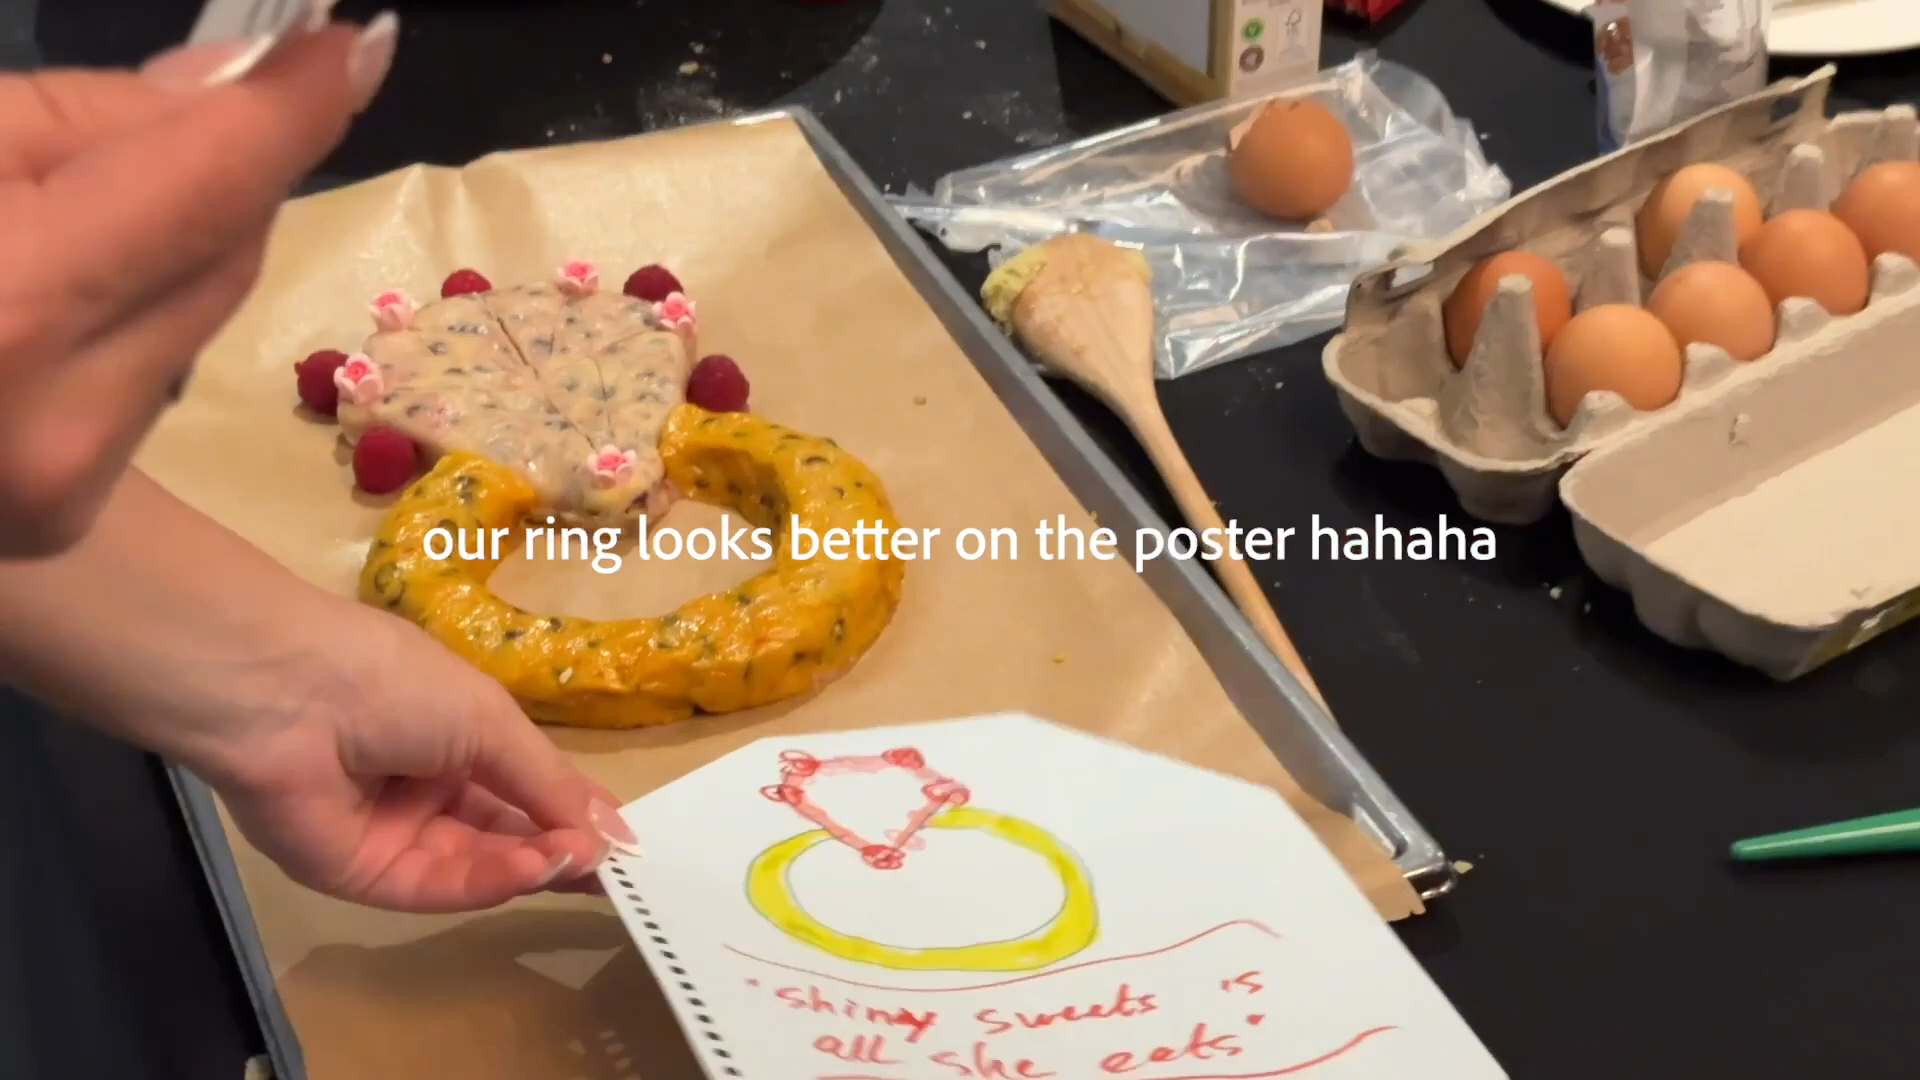 our ring looks better on the poster hahaha
"shiny sweets is
all she eats"